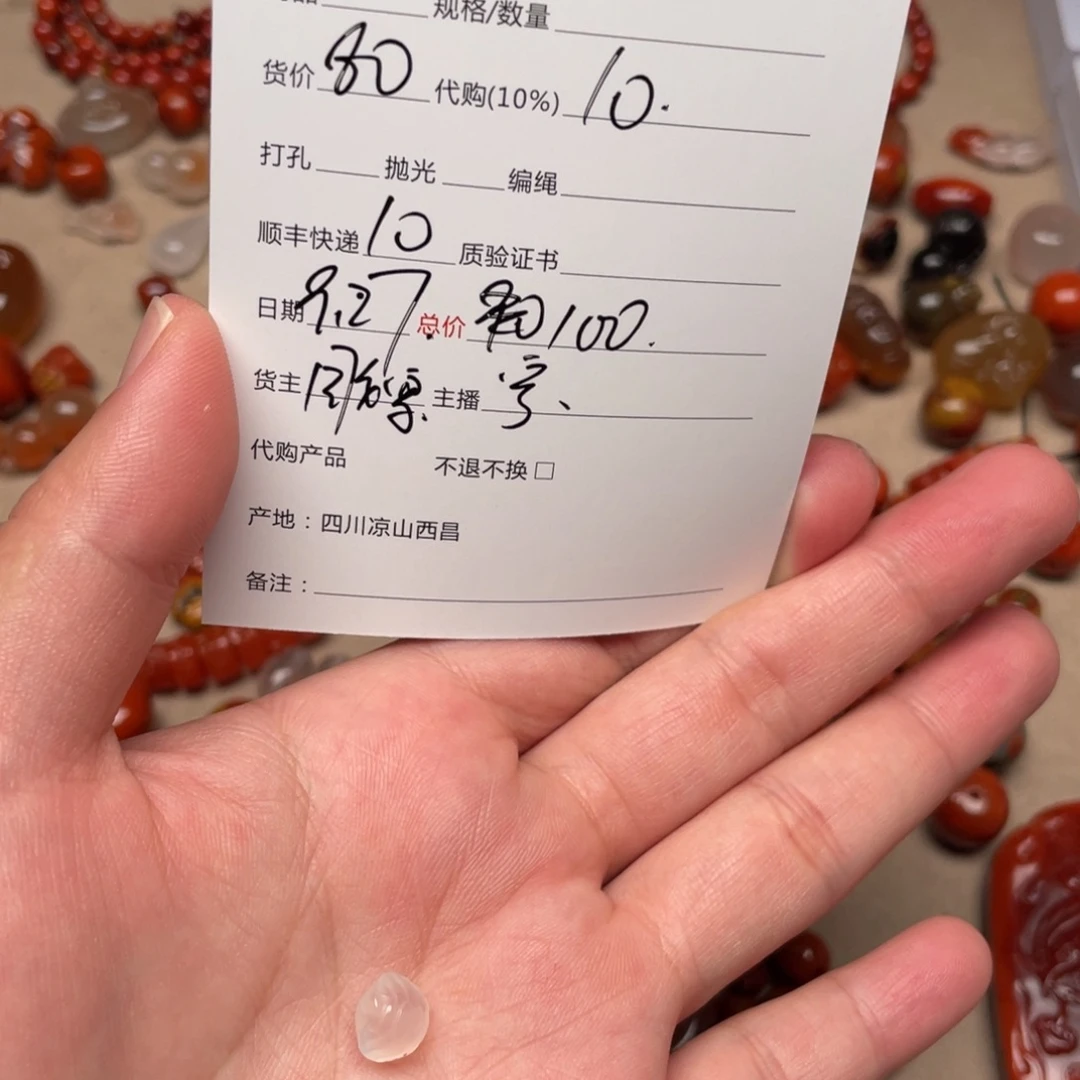 规格/数量
货价 80 代购(10%) 10.
打孔 抛光 编绳
顺丰快递 10 质验证书
日期 9.27 总价 100.
货主 主播
代购产品 不退不换 □
产地：四川凉山西昌
备注：